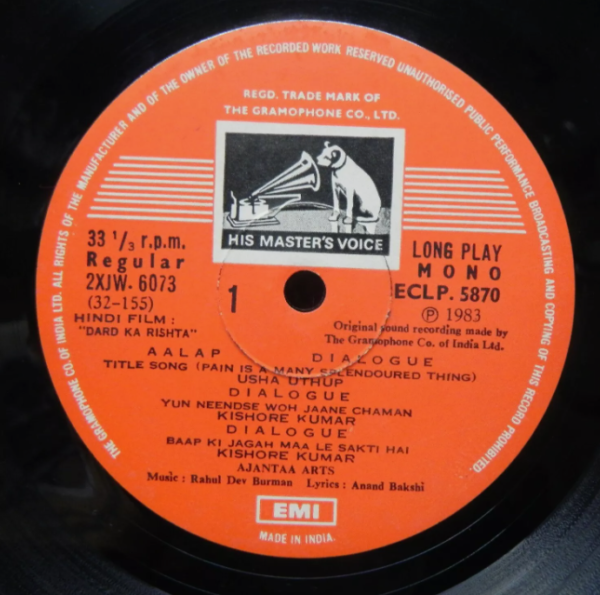 THE GRAMOPHONE CO. OF INDIA LTD. ALL RIGHTS OF THE MANUFACTURER AND OF THE OWNER OF THE RECORDED WORK RESERVED UNAUTHORISED PUBLIC PERFORMANCE BROADCASTING AND COPYING OF THIS RECORD PROHIBITED.
REGD. TRADE MARK OF
THE GRAMOPHONE CO., LTD.
HIS MASTER'S VOICE
33 1/3 r.p.m.
Regular
2XJW. 6073
(32-155)
HINDI FILM :
"DARD KA RISHTA"
1
LONG PLAY
MONO
ECLP. 5870
Ⓟ 1983
Original sound recording made by
The Gramophone Co. of India Ltd.
AALAP DIALOGUE
TITLE SONG (PAIN IS A MANY SPLENDOURED THING)
USHA UTHUP
DIALOGUE
YUN NEENDSE WOH JAANE CHAMAN
KISHORE KUMAR
DIALOGUE
BAAP KI JAGAH MAA LE SAKTI HAI
KISHORE KUMAR
AJANTAA ARTS
Music : Rahul Dev Burman Lyrics : Anand Bakshi
EMI
MADE IN INDIA.